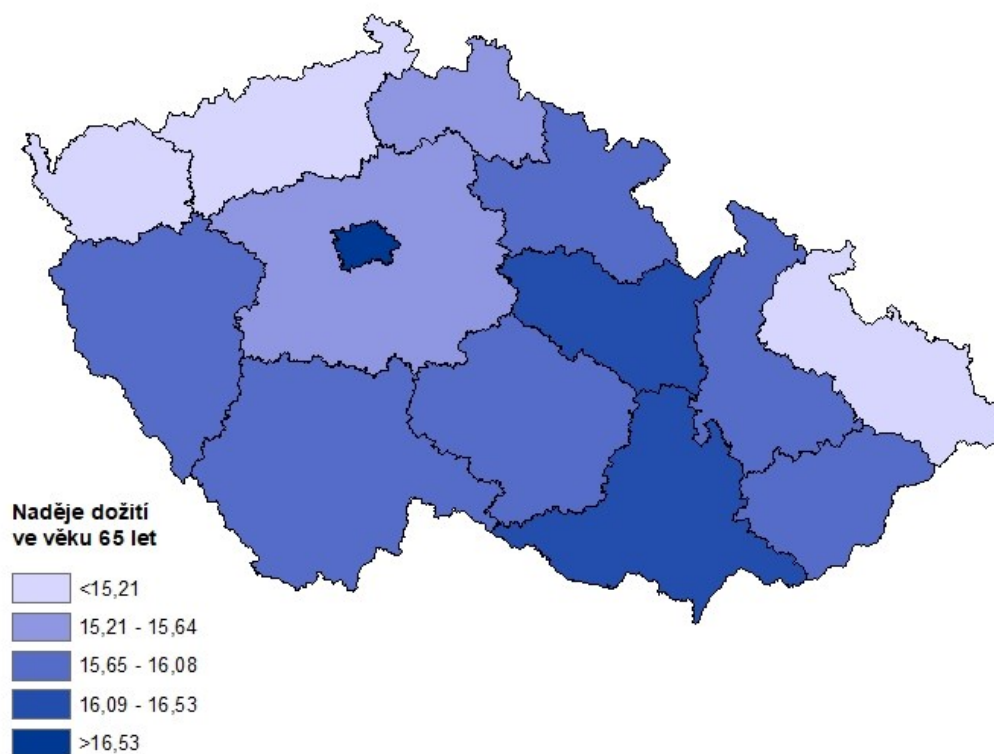 Naděje dožití
ve věku 65 let
<15,21
15,21 - 15,64
15,65 - 16,08
16,09 - 16,53
>16,53